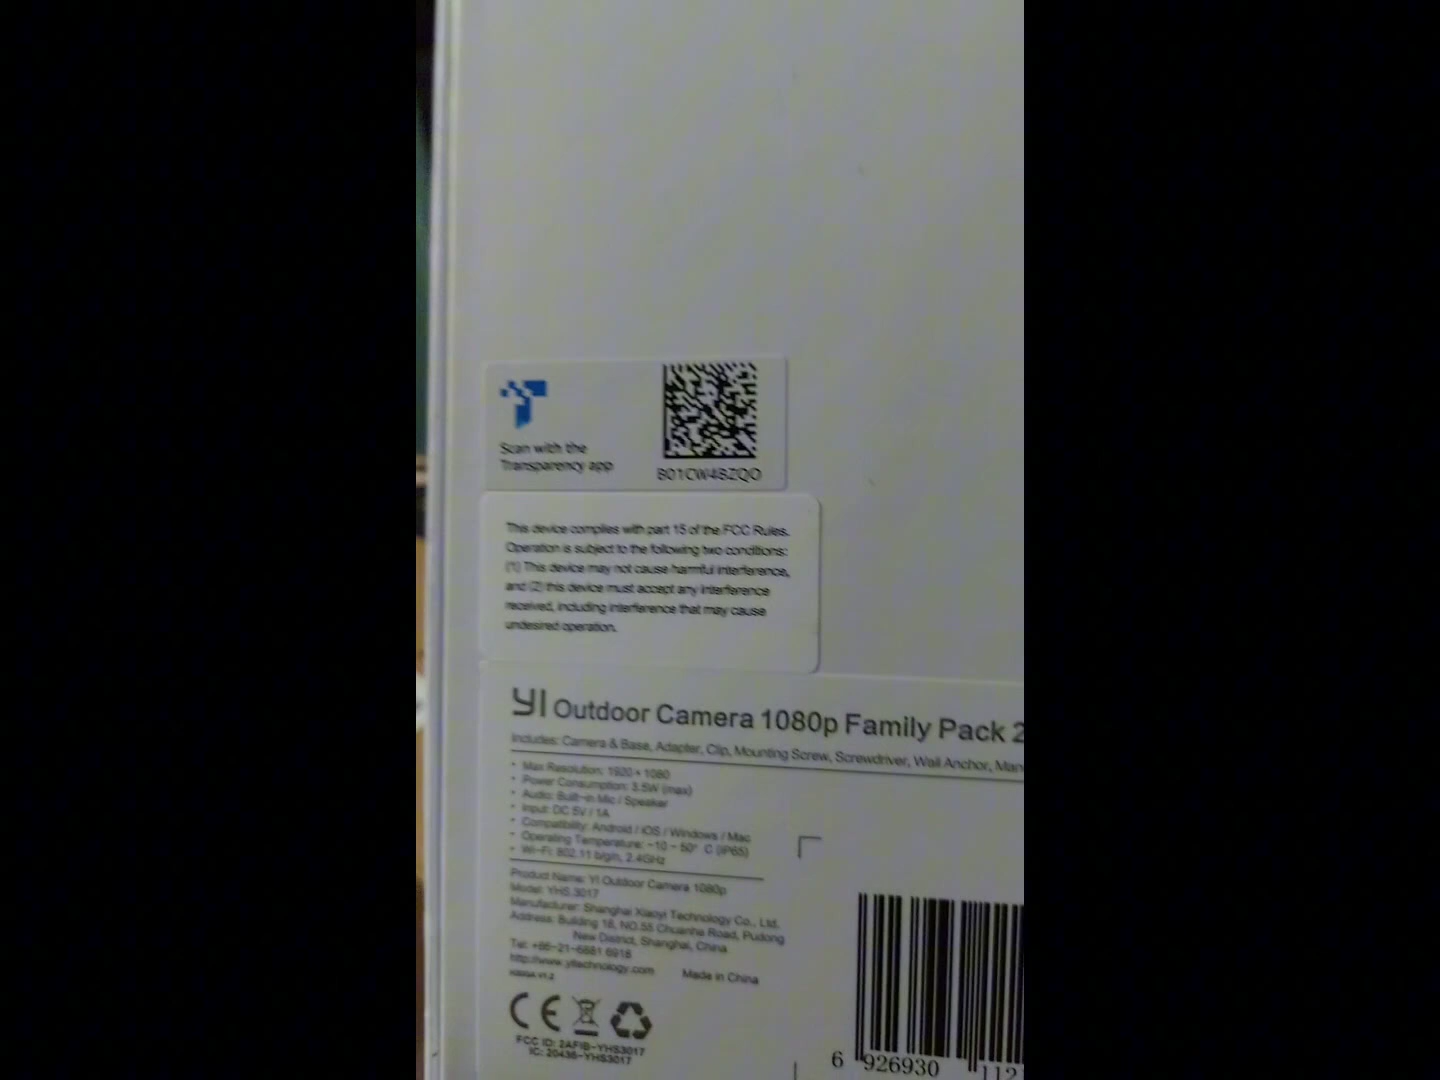 Scan with the
Transparency app
This device complies with part 15 of the FCC Rules.
Operation is subject to the following two conditions:
(1) This device may not cause harmful interference,
and (2) this device must accept any interference
received, including interference that may cause
undesired operation.
YI Outdoor Camera 1080p Family Pack 2
Includes: Camera & Base, Adapter, Clip, Mounting Screw, Screwdriver, Wall Anchor, Man
• Max Resolution: 1920 * 1080
• Power Consumption: 3.5W (max)
• Audio: Built-in Mic / Speaker
• Input: DC 5V / 1A
• Compatibility: Android / iOS / Windows / Mac
• Operating Temperature: -10 ~ 50° C (IP65)
• Wi-Fi: 802.11 b/g/n, 2.4GHz
Product Name: YI Outdoor Camera 1080p
Model: YHS.3017
Manufacturer: Shanghai Xiaoyi Technology Co., Ltd.
Address: Building 18, NO.55 Chuanhe Road, Pudong
New District, Shanghai, China
Tel: +86-21-6881 6918
http://www.yitechnology.com Made in China
CE
FCC ID: 2AFIB-YHS3017
IC: 20436-YHS3017
6 926930 112